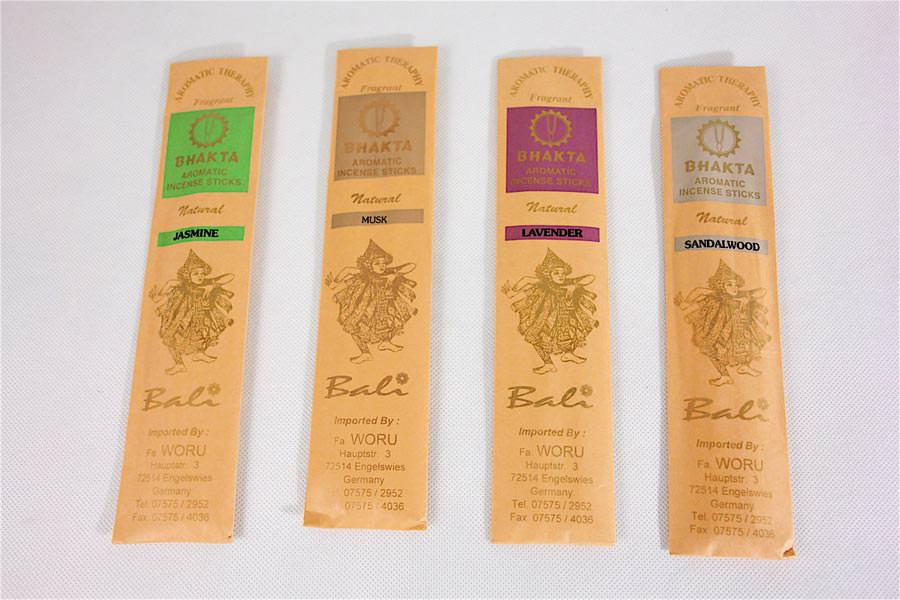 AROMATIC THERAPHY
Fragrant
BHAKTA
AROMATIC
INCENSE STICKS
Natural
JASMINE
Bali
Imported By :
Fa. WORU
Hauptstr. 3
72514 Engelswies
Germany
Tel. 07575 / 2952
Fax. 07575 / 4036
AROMATIC THERAPHY
Fragrant
BHAKTA
AROMATIC
INCENSE STICKS
Natural
MUSK
Bali
Imported By :
Fa. WORU
Hauptstr. 3
72514 Engelswies
Germany
Tel. 07575 / 2952
Fax. 07575 / 4036
AROMATIC THERAPHY
Fragrant
BHAKTA
AROMATIC
INCENSE STICKS
Natural
LAVENDER
Bali
Imported By :
Fa. WORU
Hauptstr. 3
72514 Engelswies
Germany
Tel. 07575 / 2952
Fax. 07575 / 4036
AROMATIC THERAPHY
Fragrant
BHAKTA
AROMATIC
INCENSE STICKS
Natural
SANDALWOOD
Bali
Imported By :
Fa. WORU
Hauptstr. 3
72514 Engelswies
Germany
Tel. 07575 / 2952
Fax. 07575 / 4036